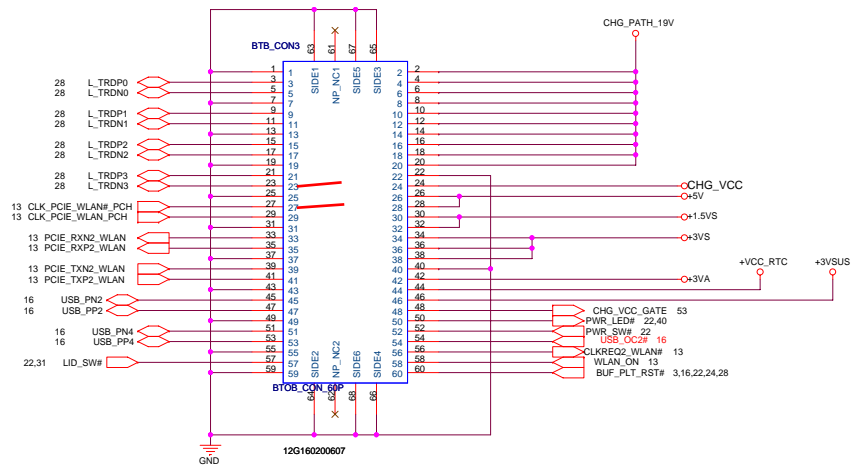 CHG_PATH_19V
BTB_CON3
63 61 67 65
SIDE1 NP_NC1 SIDE5 SIDE3
1 1 2 2
28 L_TRDP0 3 3 4 4
28 L_TRDN0 5 5 6 6
7 7 8 8
28 L_TRDP1 9 9 10 10
28 L_TRDN1 11 11 12 12
13 13 14 14
28 L_TRDP2 15 15 16 16
28 L_TRDN2 17 17 18 18
19 19 20 20
28 L_TRDP3 21 21 22 22
28 L_TRDN3 23 23 24 24 CHG_VCC
25 25 26 26 +5V
13 CLK_PCIE_WLAN#_PCH 27 27 28 28
13 CLK_PCIE_WLAN_PCH 29 29 30 30 +1.5VS
31 31 32 32
13 PCIE_RXN2_WLAN 33 33 34 34 +3VS
13 PCIE_RXP2_WLAN 35 35 36 36
37 37 38 38
13 PCIE_TXN2_WLAN 39 39 40 40 +VCC_RTC +3VSUS
13 PCIE_TXP2_WLAN 41 41 42 42 +3VA
43 43 44 44
16 USB_PN2 45 45 46 46
16 USB_PP2 47 47 48 48 CHG_VCC_GATE 53
49 49 50 50 PWR_LED# 22,40
16 USB_PN4 51 51 52 52 PWR_SW# 22
16 USB_PP4 53 53 54 54 USB_OC2# 16
55 55 56 56 CLKREQ2_WLAN# 13
22,31 LID_SW# 57 57 58 58 WLAN_ON 13
59 59 60 60 BUF_PLT_RST# 3,16,22,24,28
SIDE2 NP_NC2 SIDE6 SIDE4
BTOB_CON_60P
64 62 68 66
12G160200607
GND